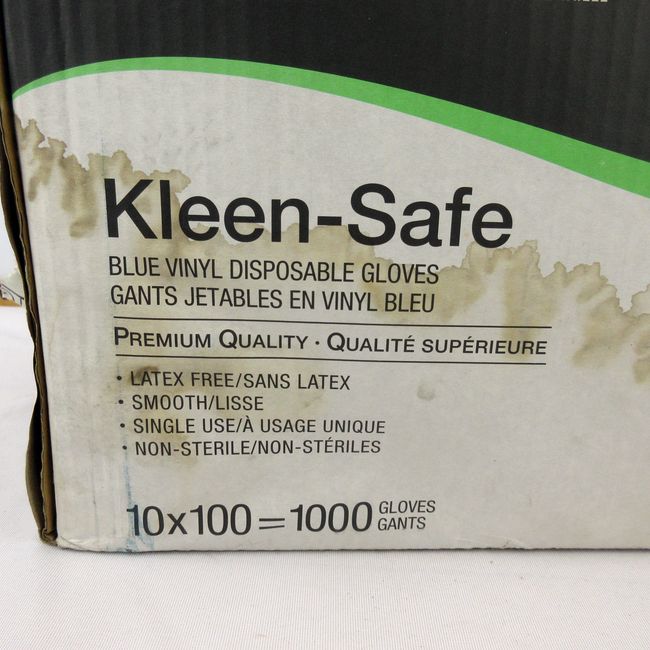 Kleen-Safe
BLUE VINYL DISPOSABLE GLOVES
GANTS JETABLES EN VINYL BLEU
PREMIUM QUALITY · QUALITÉ SUPÉRIEURE
• LATEX FREE/SANS LATEX
• SMOOTH/LISSE
• SINGLE USE/À USAGE UNIQUE
• NON-STERILE/NON-STÉRILES
10x100=1000 GLOVES
GANTS